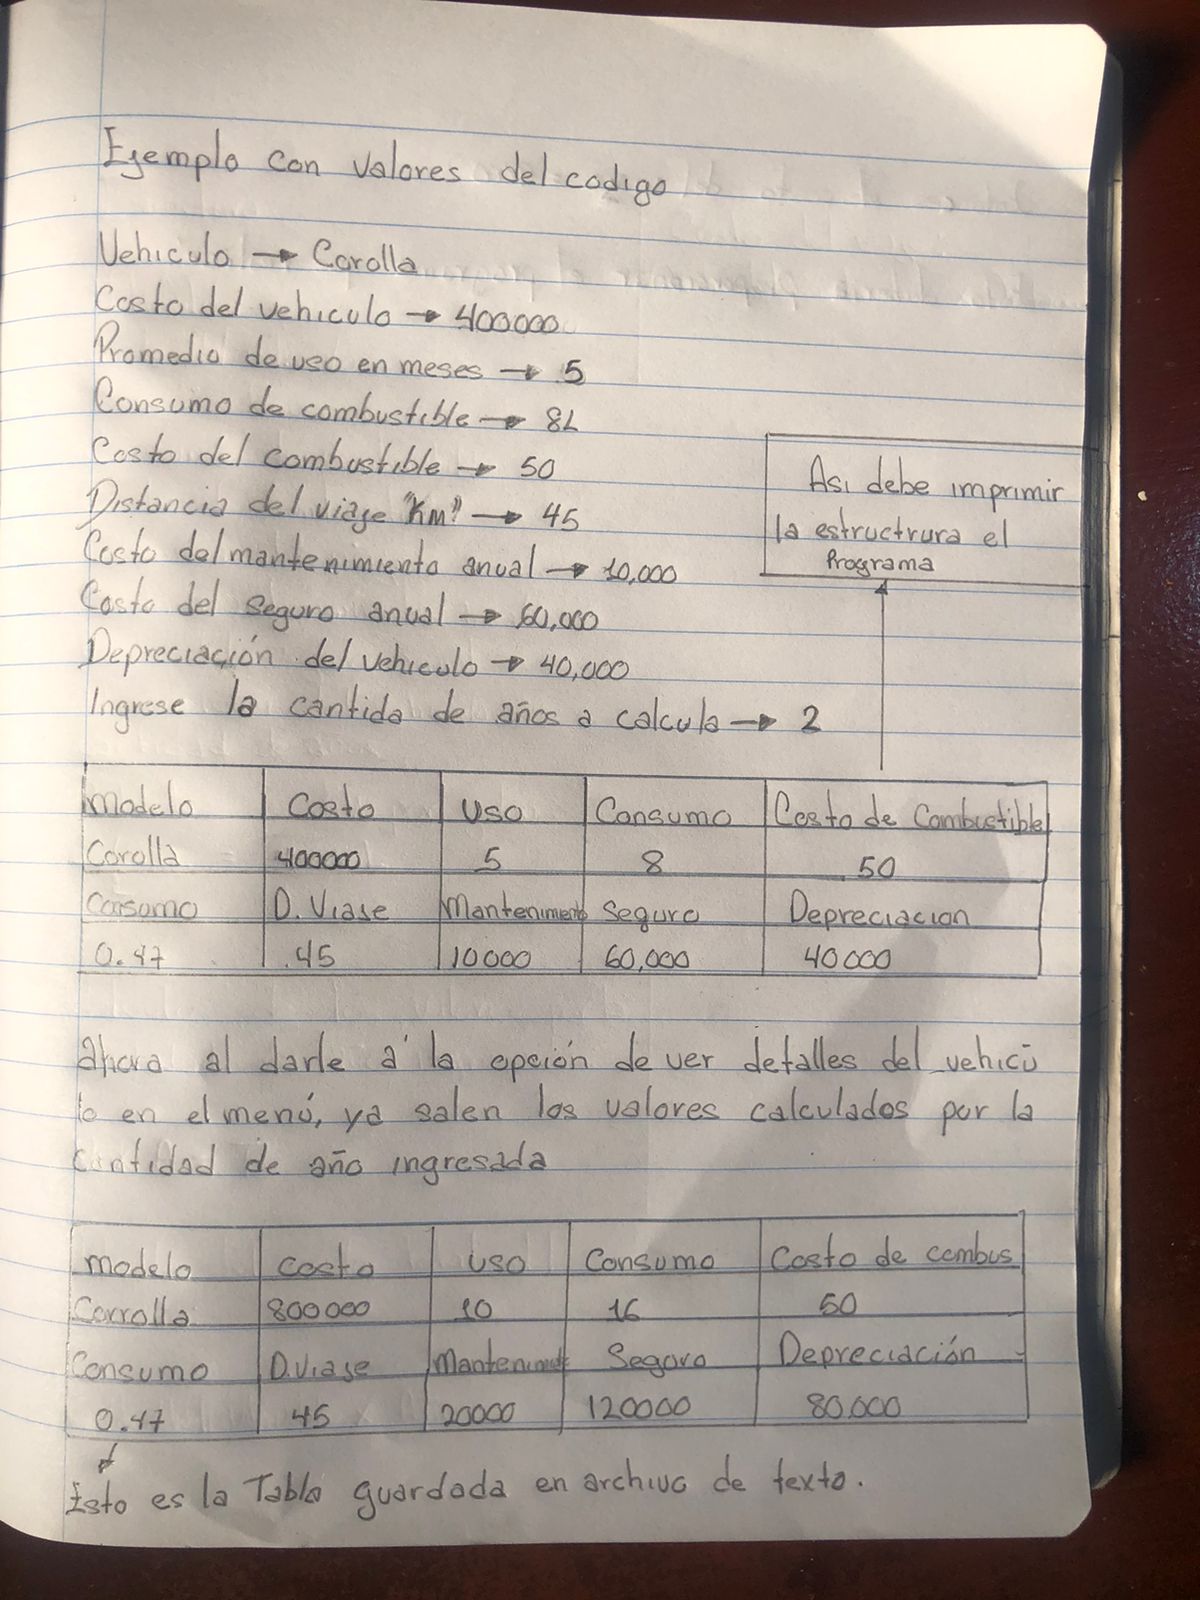 Ejemplo con valores del codigo
Vehiculo → Corolla
Costo del vehiculo → 400000
Promedio de uso en meses → 5
Consumo de combustible → 8L
Costo del combustible → 50
Distancia del viaje "KM" → 45
Costo del mantenimiento anual → 10,000
Costo del seguro anual → 60,000
Depreciación del vehiculo → 40,000
Ingrese la cantida de años a calcula → 2
Asi debe imprimir
la estructrura el
Programa
Modelo Costo Uso Consumo Costo de Combustible
Corolla 400000 5 8 50
Consumo D. Viaje Mantenimiento Seguro Depreciacion
0.47 45 10000 60,000 40000
Ahora al darle a la opción de ver detalles del vehicu
lo en el menú, ya salen los valores calculados por la
cantidad de año ingresada
modelo costo uso Consumo Costo de combus
Corrolla 800000 10 16 50
Consumo D.Viaje Mantenimient Seguro Depreciación
0.47 45 20000 120000 80.000
Esto es la Tabla guardada en archivo de texto.